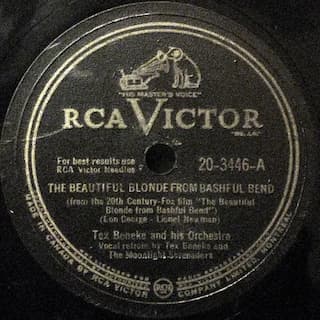 "HIS MASTER'S VOICE"
RCA VICTOR
For best results use
RCA Victor Needles
20-3446-A
THE BEAUTIFUL BLONDE FROM BASHFUL BEND
(from the 20th Century-Fox film "The Beautiful
Blonde from Bashful Bend")
(Don George - Lionel Newman)
Tex Beneke and his Orchestra
Vocal refrain by Tex Beneke and
The Moonlight Serenaders
MADE IN CANADA BY RCA VICTOR COMPANY LIMITED, MONTREAL
RCA